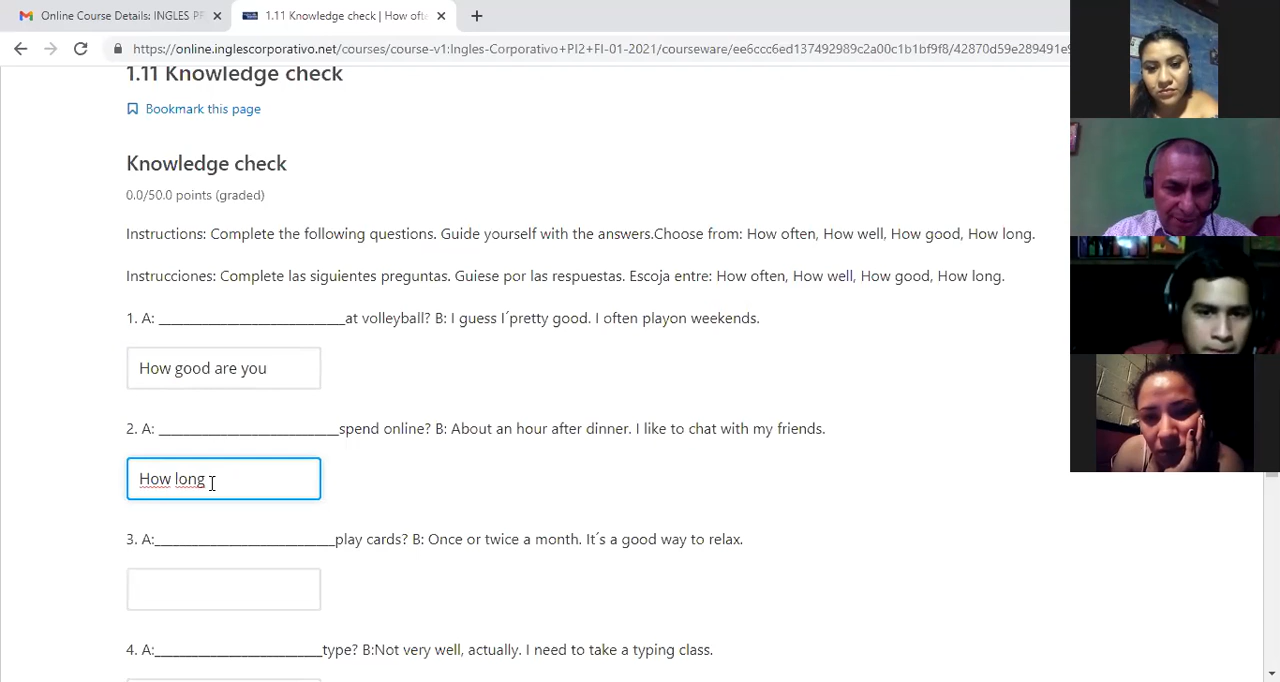 Online Course Details: INGLES PF
1.11 Knowledge check | How ofte
https://online.inglescorporativo.net/courses/course-v1:Ingles-Corporativo+PI2+FI-01-2021/courseware/ee6ccc6ed137492989c2a00c1b1bf9f8/42870d59e289491e9
1.11 Knowledge check
Bookmark this page
Knowledge check
0.0/50.0 points (graded)
Instructions: Complete the following questions. Guide yourself with the answers.Choose from: How often, How well, How good, How long.
Instrucciones: Complete las siguientes preguntas. Guiese por las respuestas. Escoja entre: How often, How well, How good, How long.
1. A: __________________________at volleyball? B: I guess I´pretty good. I often playon weekends.
How good are you
2. A: _________________________spend online? B: About an hour after dinner. I like to chat with my friends.
How long
3. A:_________________________play cards? B: Once or twice a month. It´s a good way to relax.
4. A:_______________________type? B:Not very well, actually. I need to take a typing class.